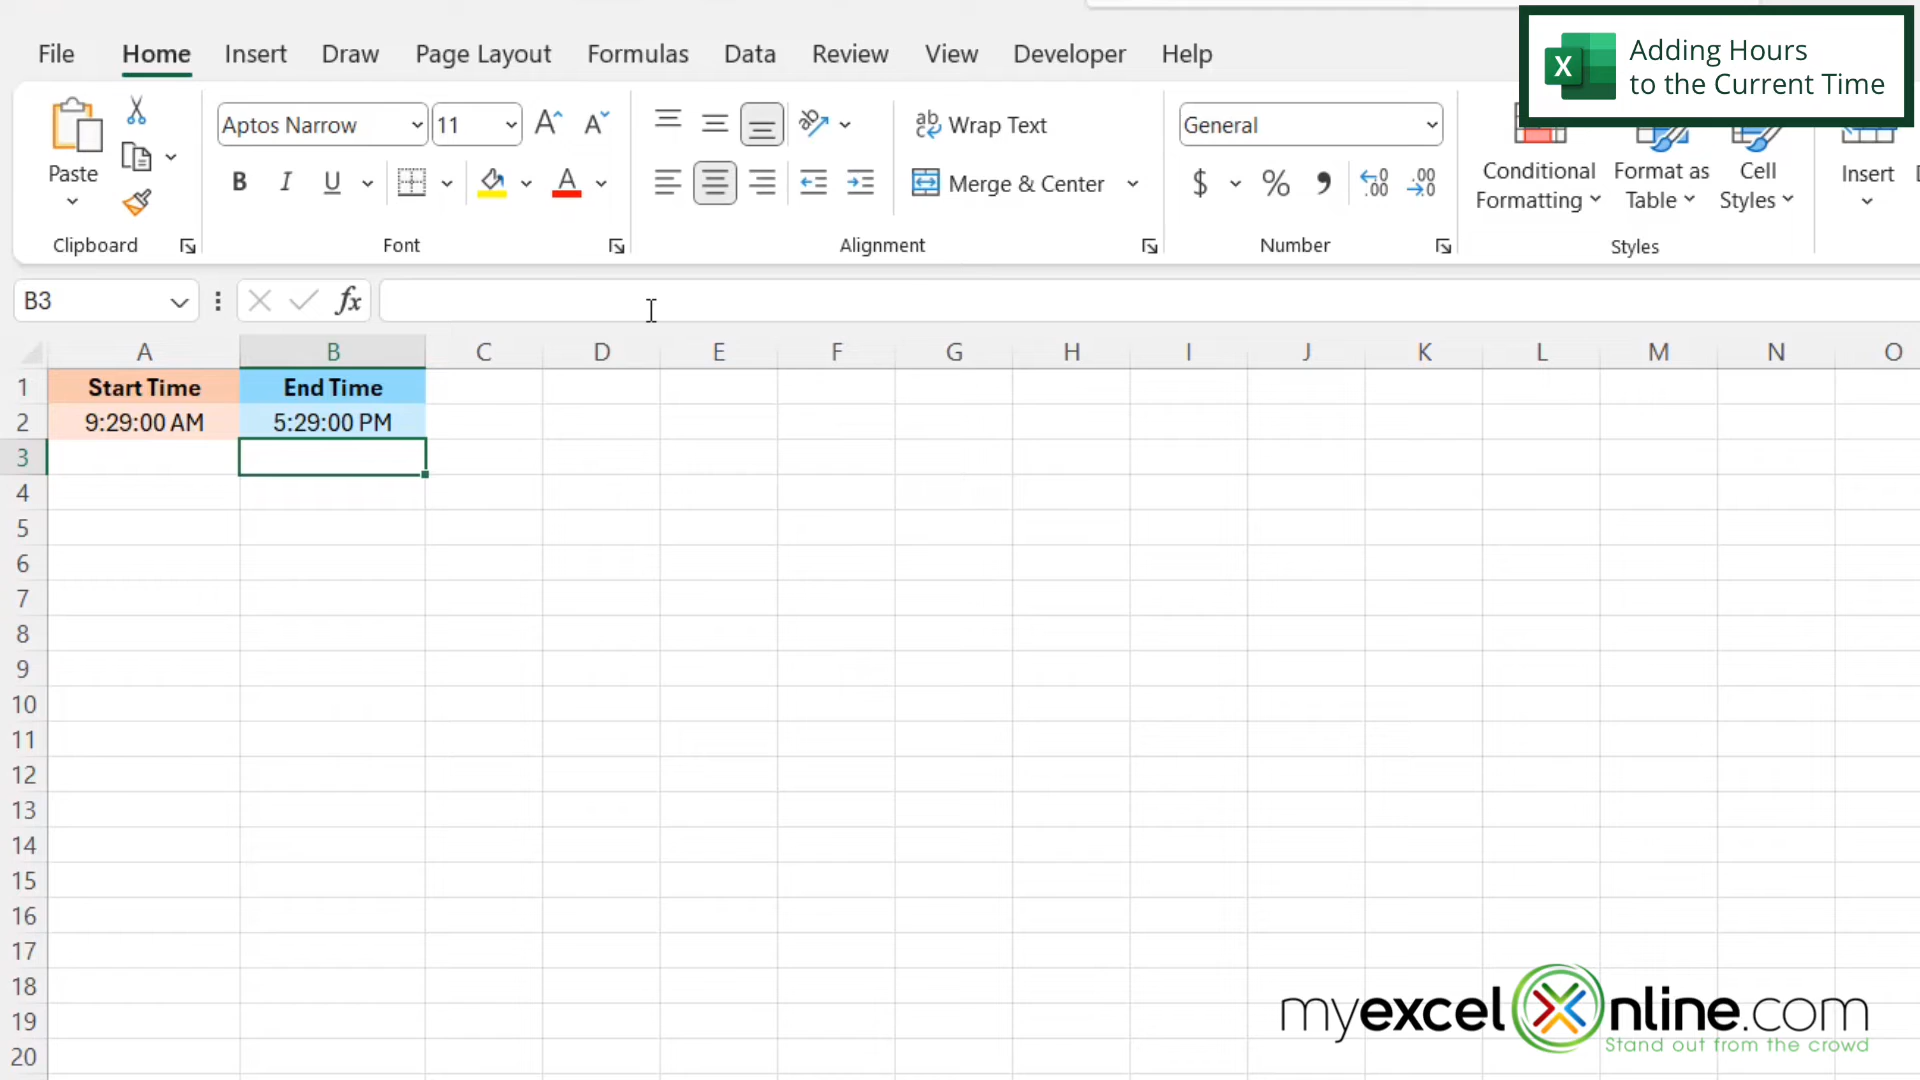 Adding Hours
to the Current Time
File Home Insert Draw Page Layout Formulas Data Review View Developer Help
Paste
Clipboard
Aptos Narrow 11
B I U
Font
Wrap Text
Merge & Center
Alignment
General
$ % 9 .00 .00
Number
Conditional Formatting
Format as Table
Cell Styles
Styles
Insert
B3 fx
A B C D E F G H I J K L M N O
1 Start Time End Time
2 9:29:00 AM 5:29:00 PM
3
4
5
6
7
8
9
10
11
12
13
14
15
16
17
18
19
20
myexcelonline.com
Stand out from the crowd